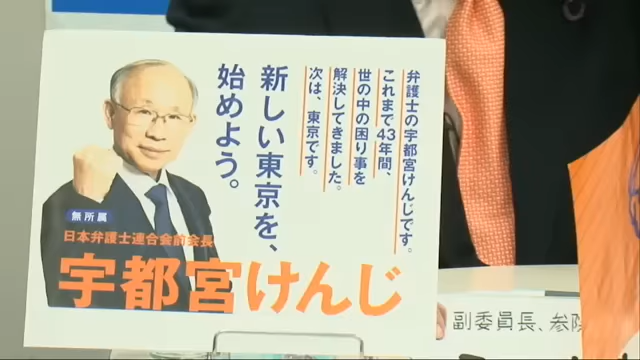 弁護士の宇都宮けんじです。
これまで43年間、
世の中の困り事を
解決してきました。
次は、東京です。
新しい東京を、
始めよう。
無所属
日本弁護士連合会前会長
宇都宮けんじ
副委員長、参